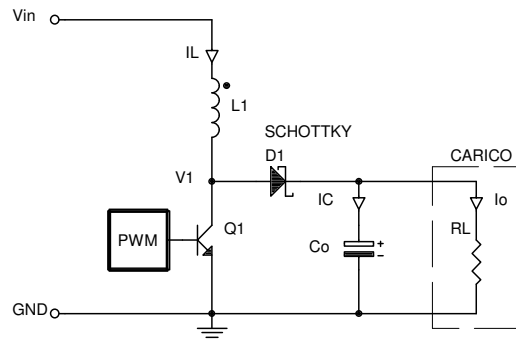 Vin
IL
L1
SCHOTTKY
D1
CARICO
V1
IC
Io
PWM
Q1
Co
+
−
RL
GND